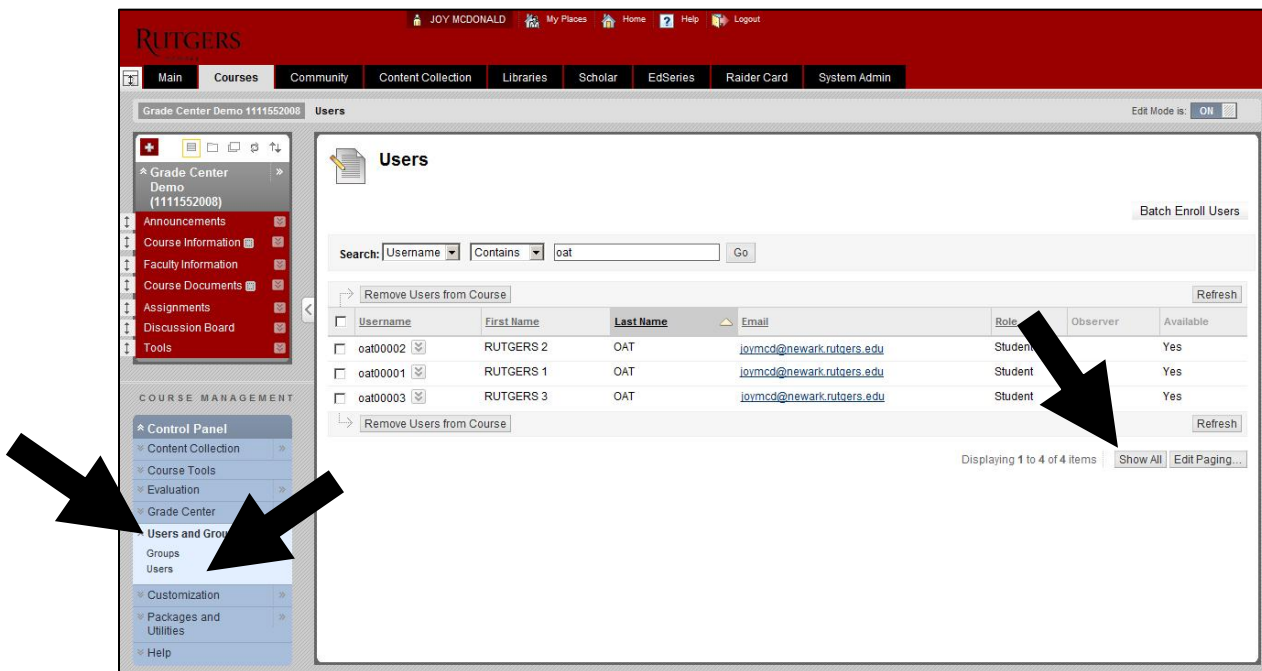 JOY MCDONALD My Places Home ? Help Logout
RUTGERS
Main Courses Community Content Collection Libraries Scholar EdSeries Raider Card System Admin
Grade Center Demo 1111552008 Users Edit Mode is: ON
Grade Center
Demo
(1111552008)
Announcements
Course Information
Faculty Information
Course Documents
Assignments
Discussion Board
Tools
COURSE MANAGEMENT
Control Panel
Content Collection
Course Tools
Evaluation
Grade Center
Users and
Groups
Users
Customization
Packages and
Utilities
Help
Users
Batch Enroll Users
Search: Username Contains oat Go
Remove Users from Course Refresh
Username First Name Last Name Email Role Observer Available
oat00002 RUTGERS 2 OAT joymcd@newark.rutgers.edu Student Yes
oat00001 RUTGERS 1 OAT joymcd@newark.rutgers.edu Student Yes
oat00003 RUTGERS 3 OAT joymcd@newark.rutgers.edu Student Yes
Remove Users from Course Refresh
Displaying 1 to 4 of 4 items Show All Edit Paging...